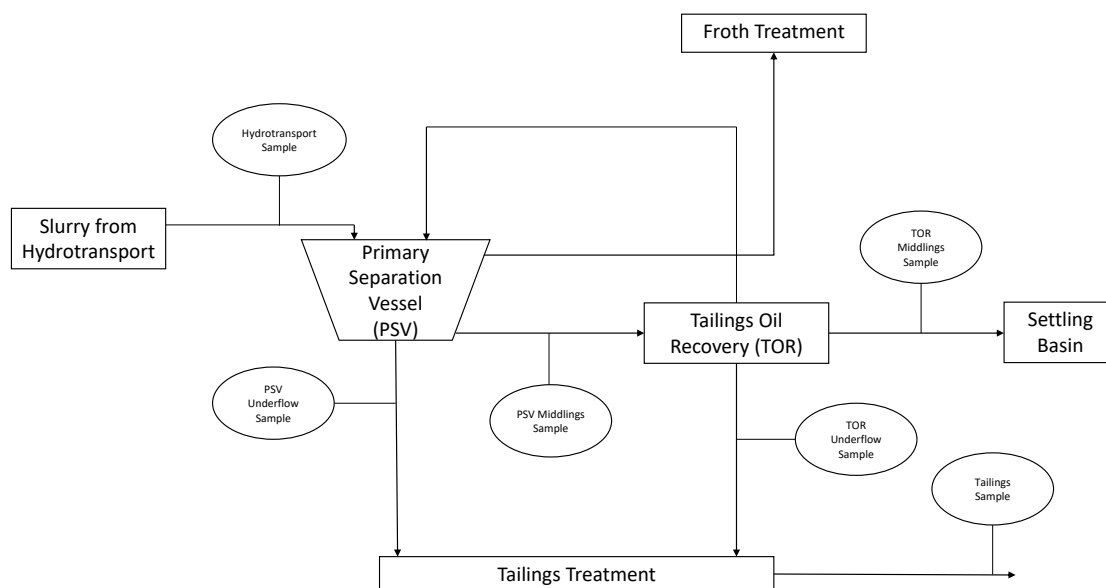 Froth Treatment
Hydrotransport
Sample
Slurry from
Hydrotransport
Primary
Separation
Vessel
(PSV)
TOR
Middlings
Sample
Tailings Oil
Recovery (TOR)
Settling
Basin
PSV
Underflow
Sample
PSV Middlings
Sample
TOR
Underflow
Sample
Tailings
Sample
Tailings Treatment